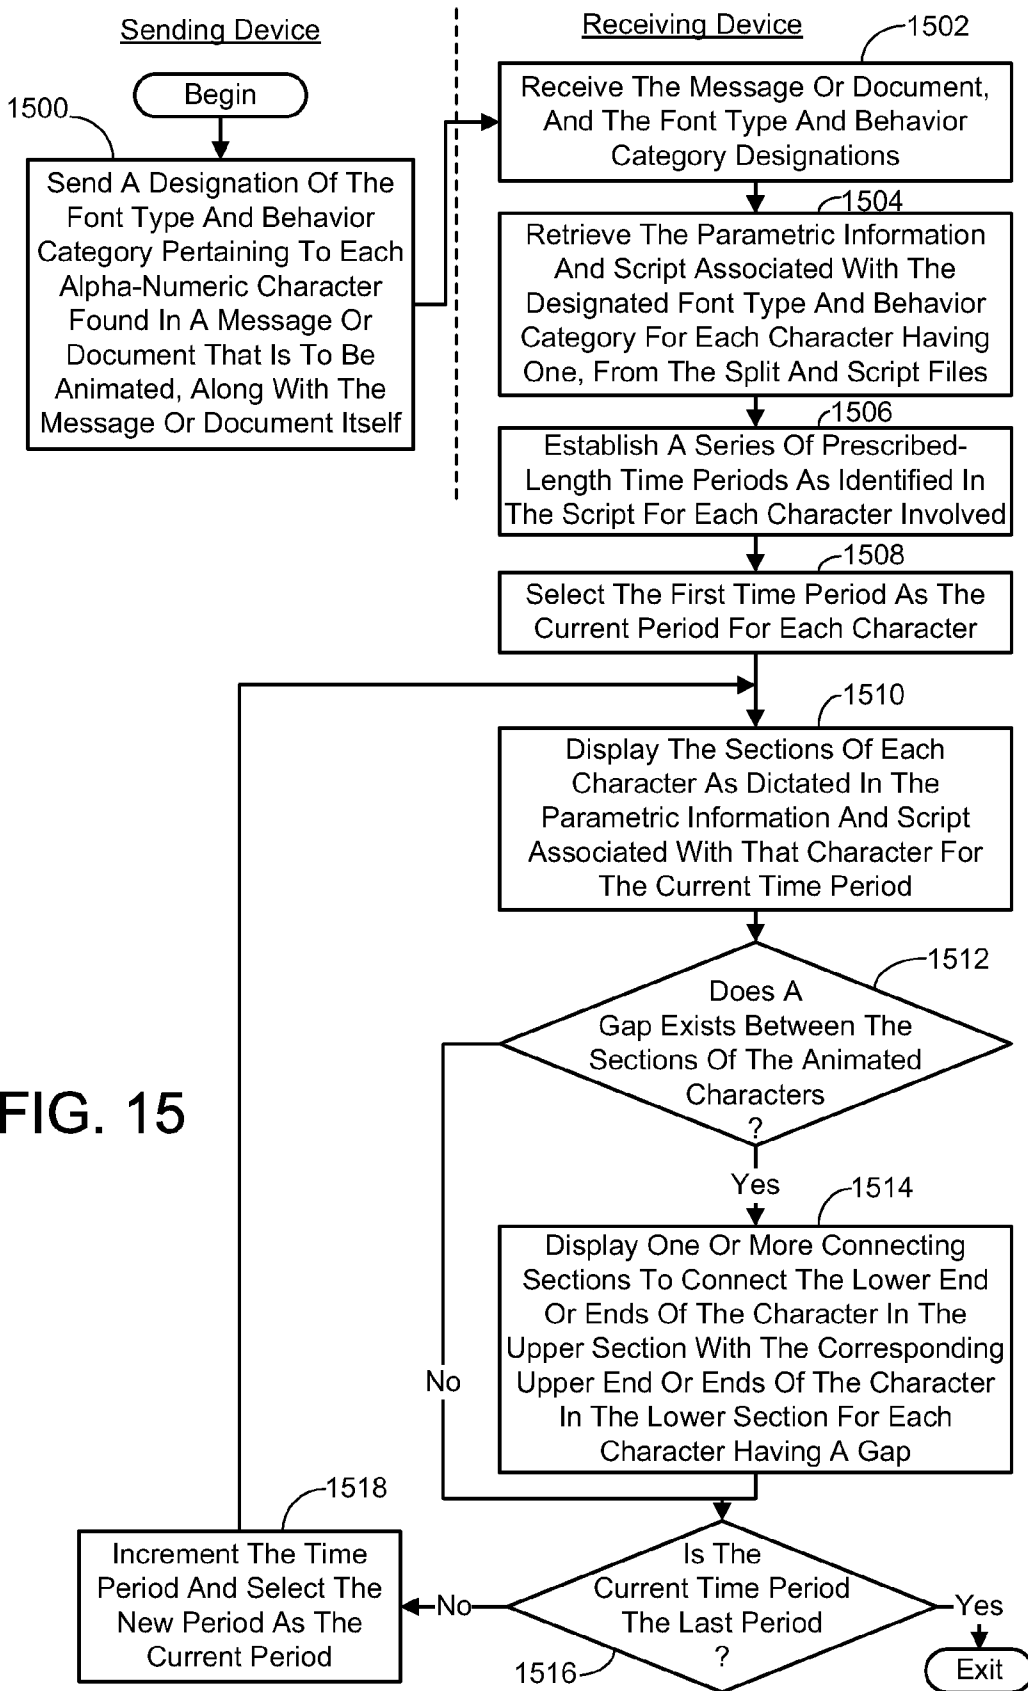 Sending Device
Receiving Device
1502
Begin
1500
Receive The Message Or Document,
And The Font Type And Behavior
Category Designations
Send A Designation Of The
Font Type And Behavior
Category Pertaining To Each
Alpha-Numeric Character
Found In A Message Or
Document That Is To Be
Animated, Along With The
Message Or Document Itself
1504
Retrieve The Parametric Information
And Script Associated With The
Designated Font Type And Behavior
Category For Each Character Having
One, From The Split And Script Files
1506
Establish A Series Of Prescribed-
Length Time Periods As Identified In
The Script For Each Character Involved
1508
Select The First Time Period As The
Current Period For Each Character
1510
Display The Sections Of Each
Character As Dictated In The
Parametric Information And Script
Associated With That Character For
The Current Time Period
1512
Does A
Gap Exists Between The
Sections Of The Animated
Characters
?
FIG. 15
Yes
1514
Display One Or More Connecting
Sections To Connect The Lower End
Or Ends Of The Character In The
Upper Section With The Corresponding
Upper End Or Ends Of The Character
In The Lower Section For Each
Character Having A Gap
No
1518
Increment The Time
Period And Select The
New Period As The
Current Period
Is The
Current Time Period
The Last Period
?
No
Yes
1516
Exit